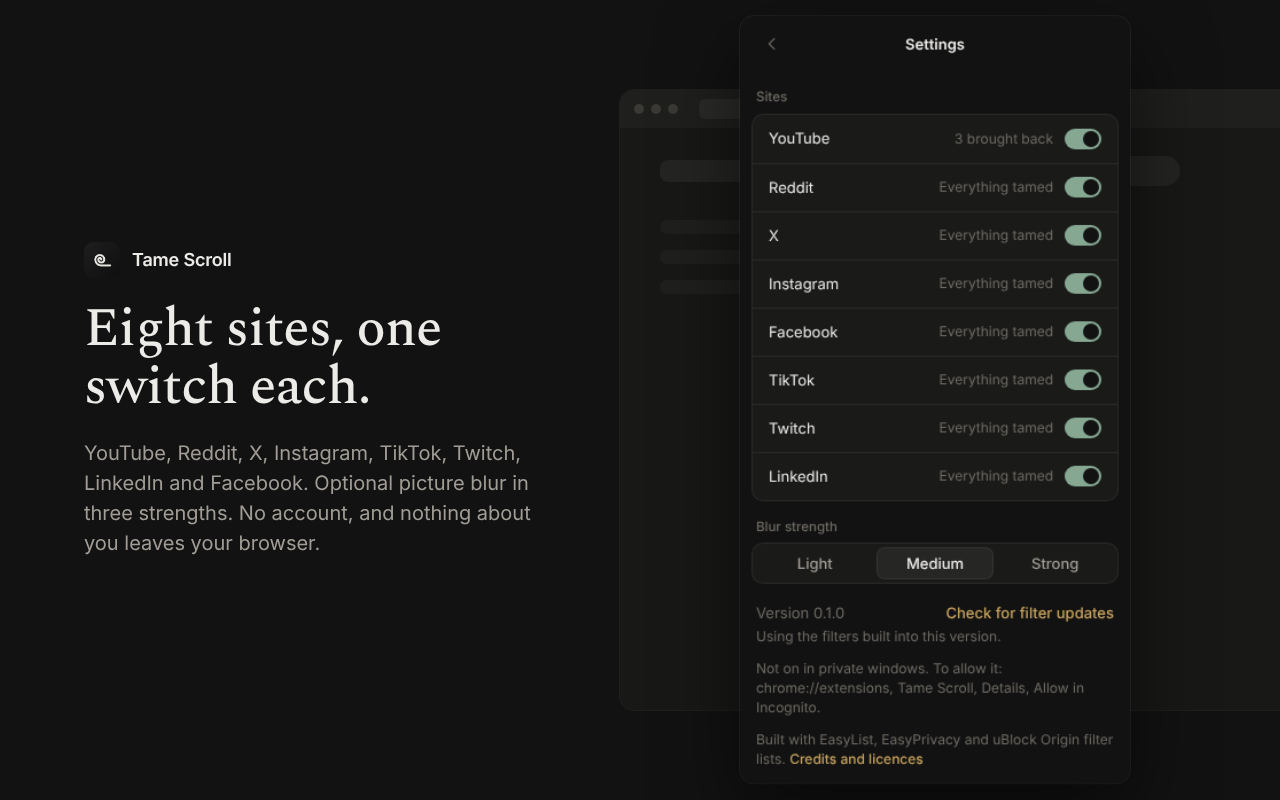 Tame Scroll
Eight sites, one
switch each.
YouTube, Reddit, X, Instagram, TikTok, Twitch,
LinkedIn and Facebook. Optional picture blur in
three strengths. No account, and nothing about
you leaves your browser.
Settings
Sites
YouTube 3 brought back
Reddit Everything tamed
X Everything tamed
Instagram Everything tamed
Facebook Everything tamed
TikTok Everything tamed
Twitch Everything tamed
LinkedIn Everything tamed
Blur strength
Light Medium Strong
Version 0.1.0 Check for filter updates
Using the filters built into this version.
Not on in private windows. To allow it:
chrome://extensions, Tame Scroll, Details, Allow in
Incognito.
Built with EasyList, EasyPrivacy and uBlock Origin filter
lists. Credits and licences